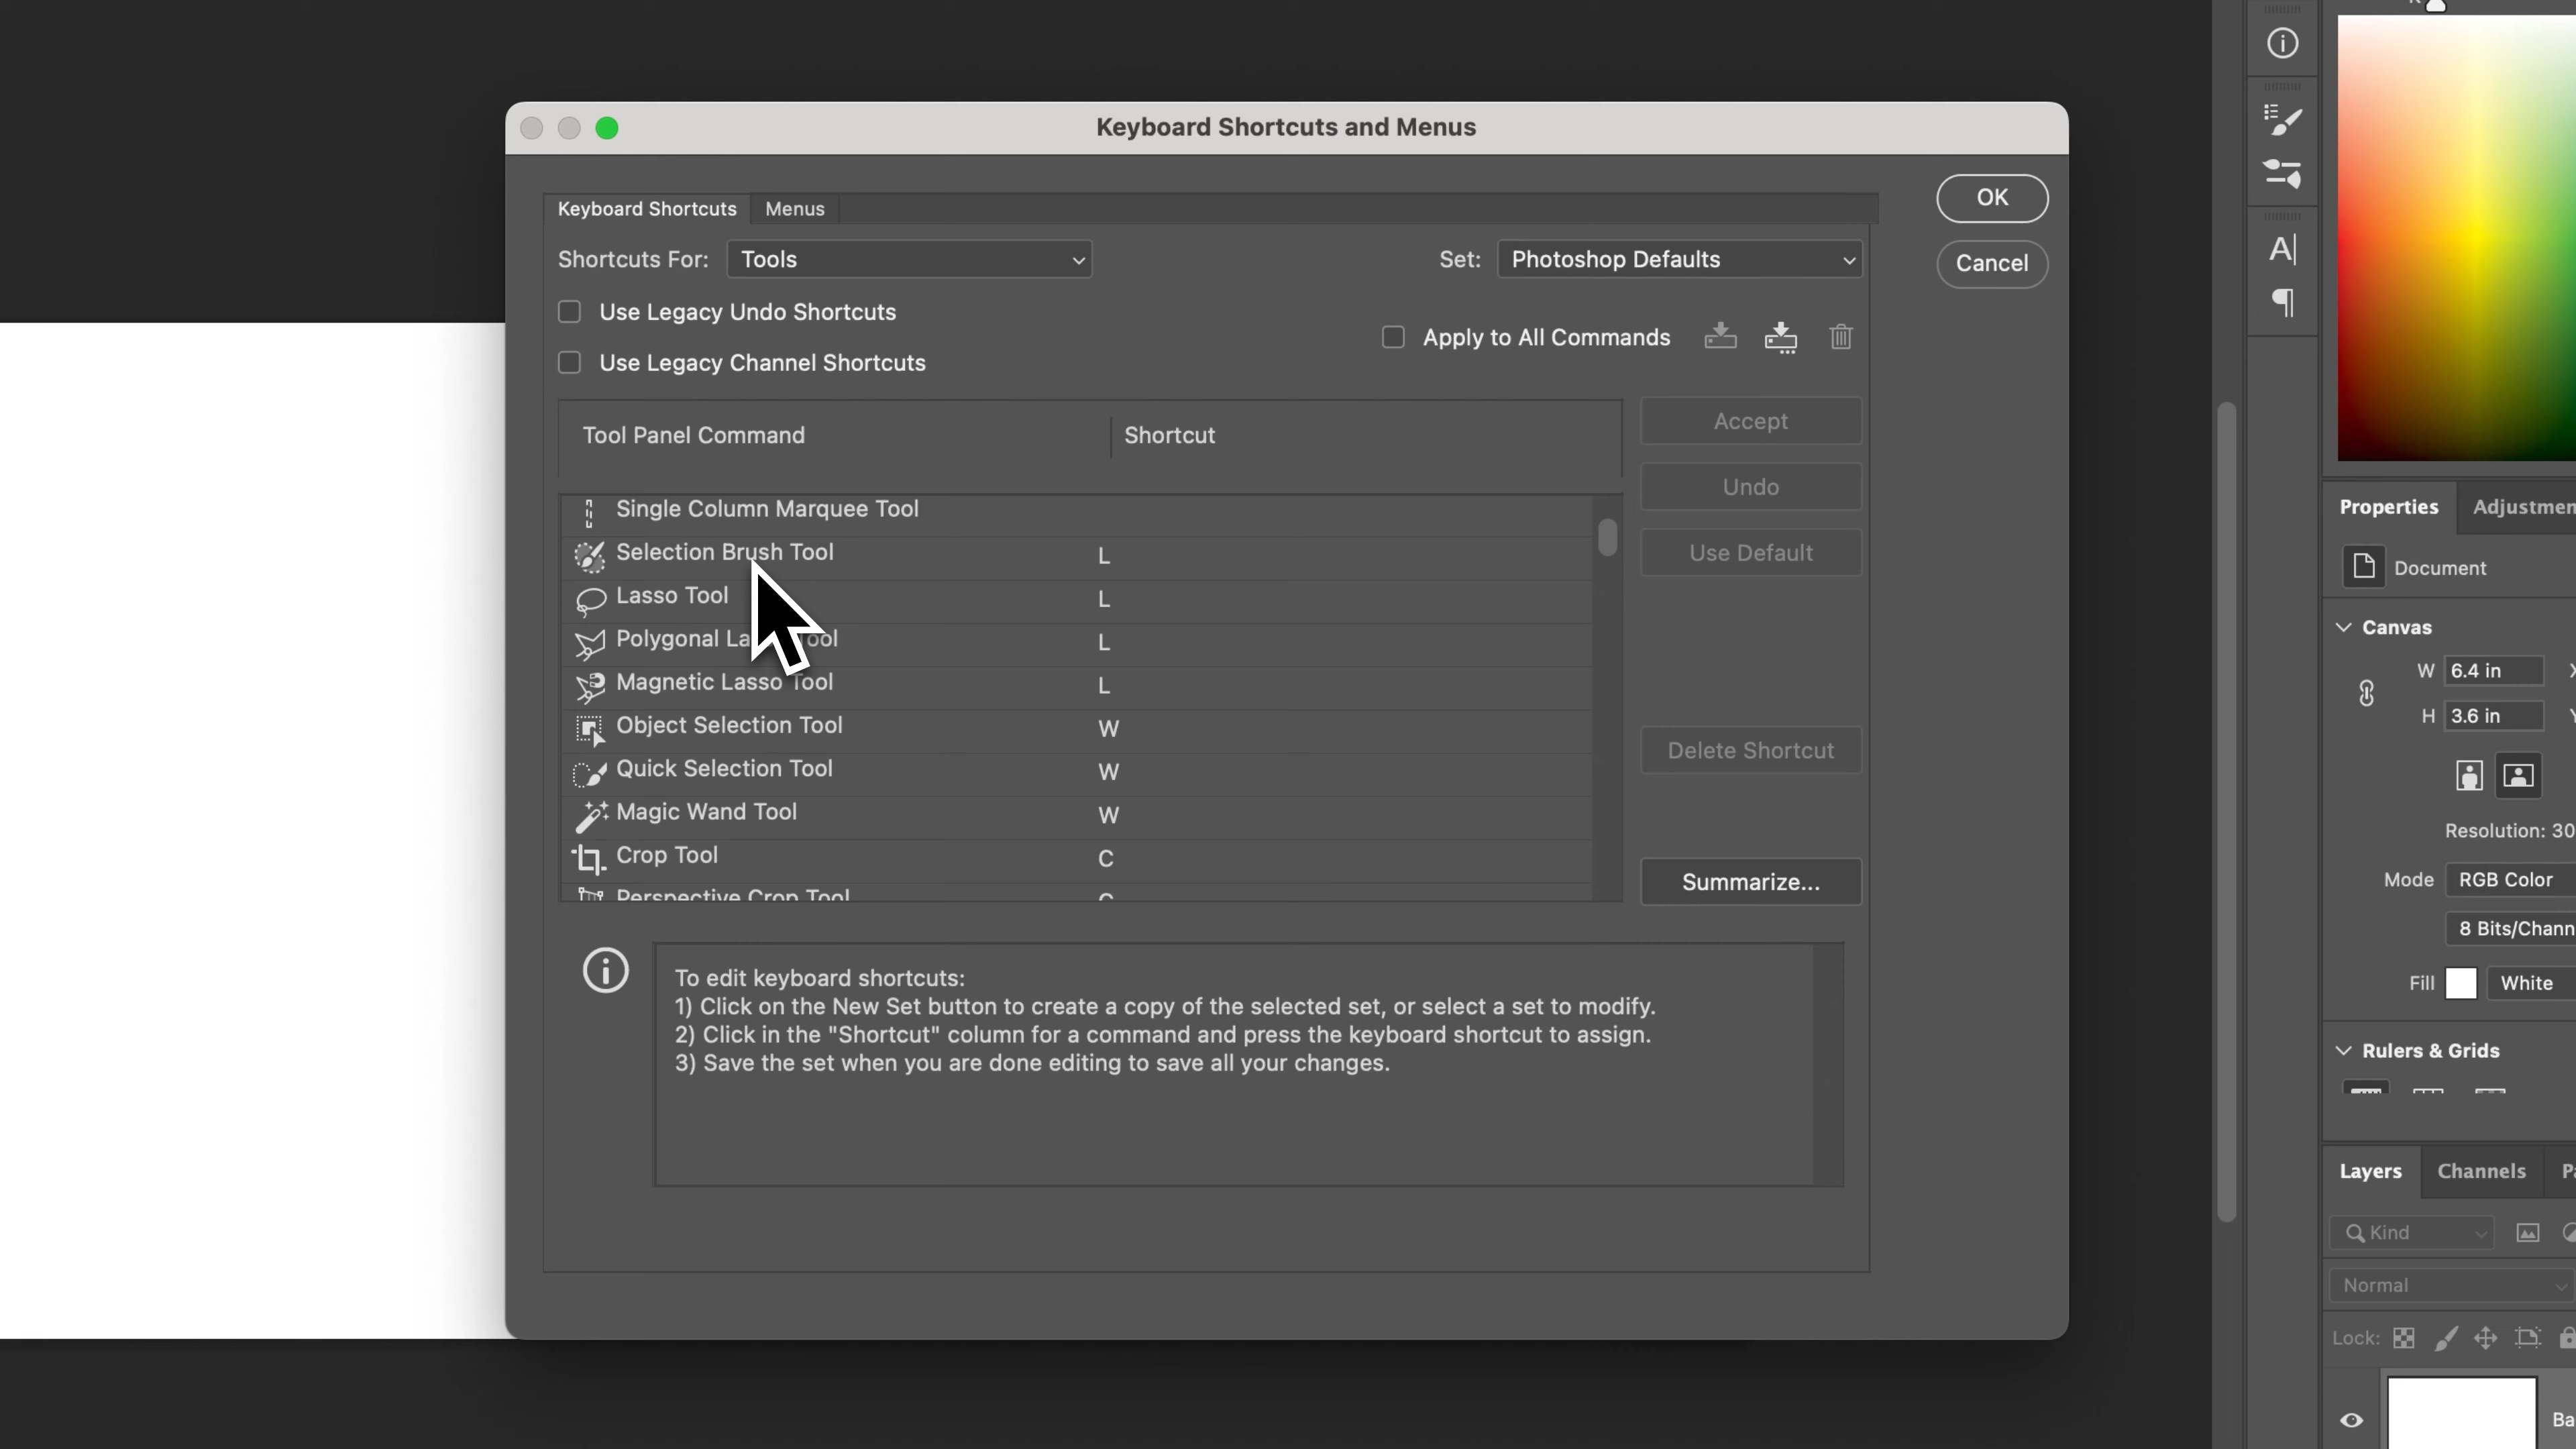 Keyboard Shortcuts and Menus
Keyboard Shortcuts
Menus
OK
Cancel
Shortcuts For:
Tools
Set:
Photoshop Defaults
Use Legacy Undo Shortcuts
Use Legacy Channel Shortcuts
Apply to All Commands
Tool Panel Command
Shortcut
Accept
Undo
Use Default
Delete Shortcut
Summarize...
Single Column Marquee Tool
Selection Brush Tool L
Lasso Tool L
Polygonal Tool L
Magnetic Lasso Tool L
Object Selection Tool W
Quick Selection Tool W
Magic Wand Tool W
Crop Tool C
Perspective Crop Tool C
To edit keyboard shortcuts:
1) Click on the New Set button to create a copy of the selected set, or select a set to modify.
2) Click in the "Shortcut" column for a command and press the keyboard shortcut to assign.
3) Save the set when you are done editing to save all your changes.
Properties
Document
Canvas
W 6.4 in
H 3.6 in
Resolution:
Mode RGB Color
8
Fill White
Rulers & Grids
Layers
Channels
Kind
Normal
Lock: